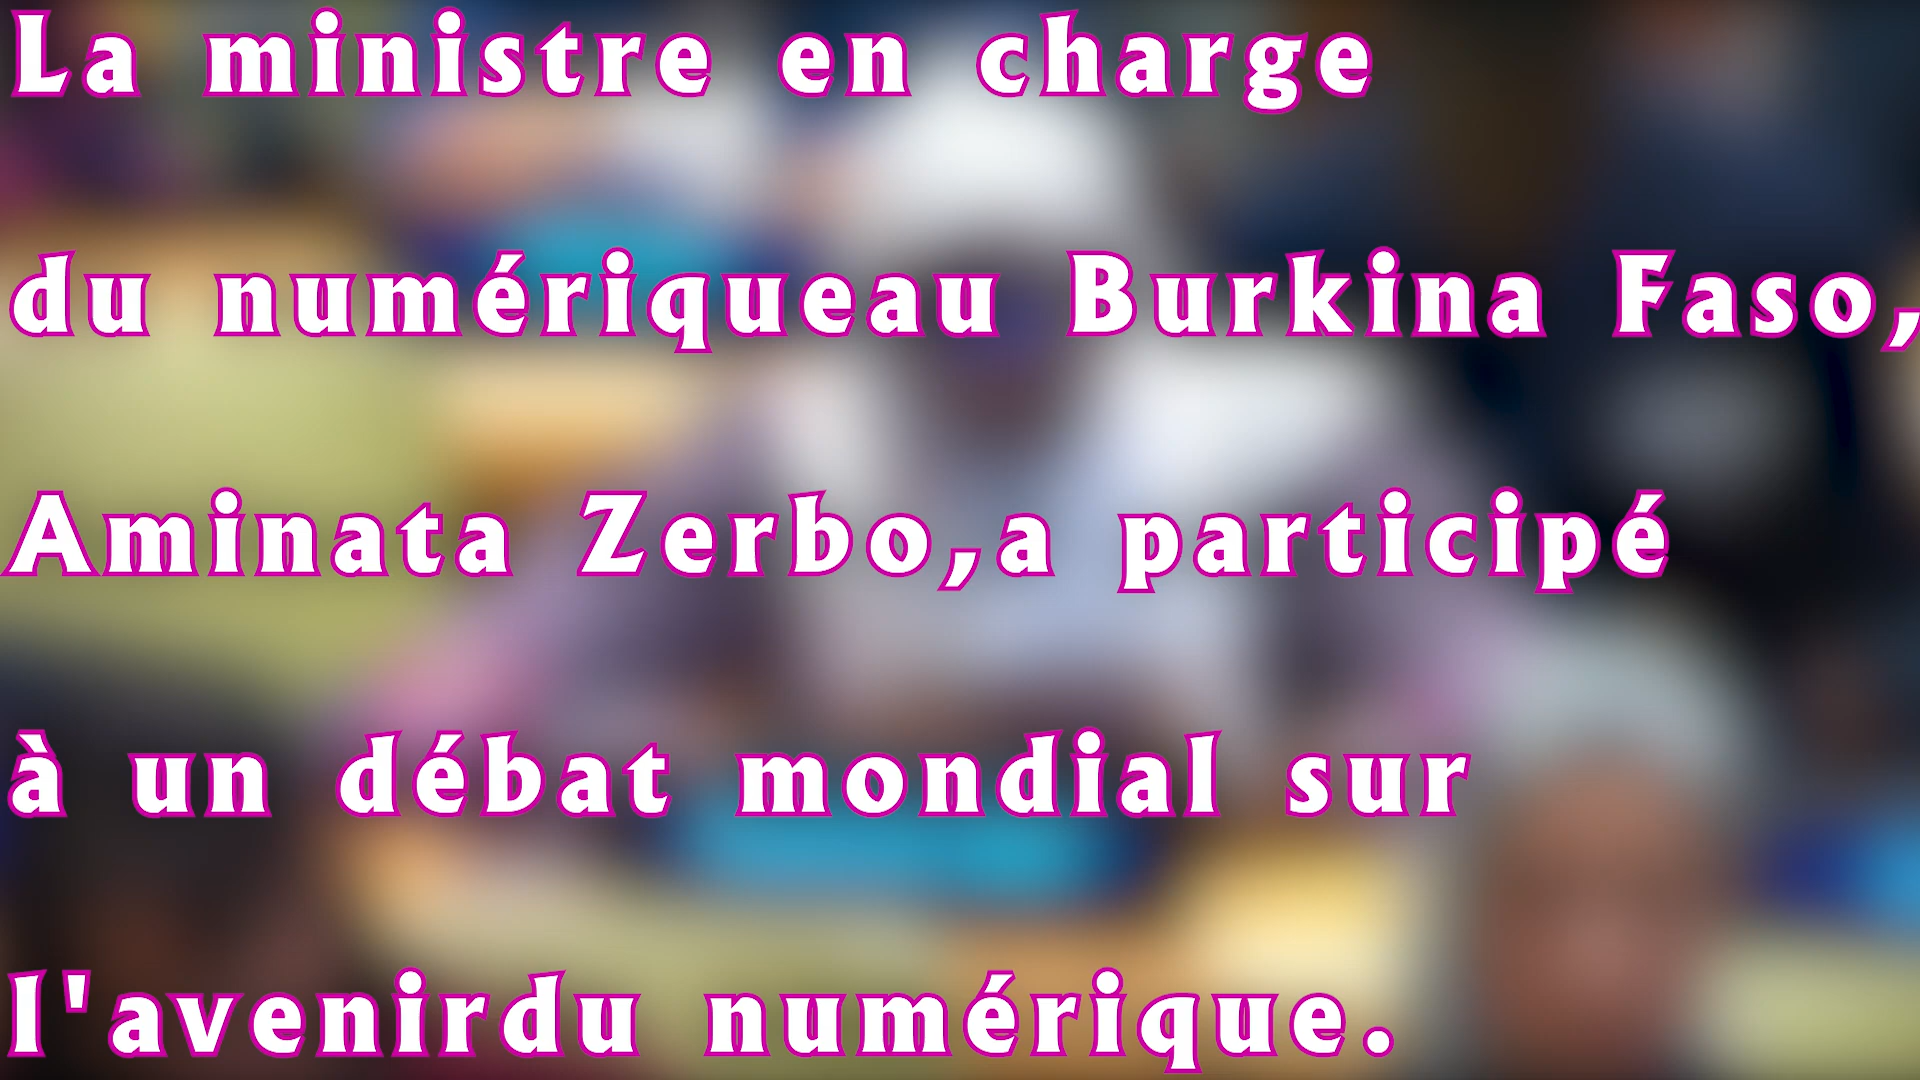 La ministre en charge
du numériqueau Burkina Faso,
Aminata Zerbo,a participé
à un débat mondial sur
l'avenirdu numérique.